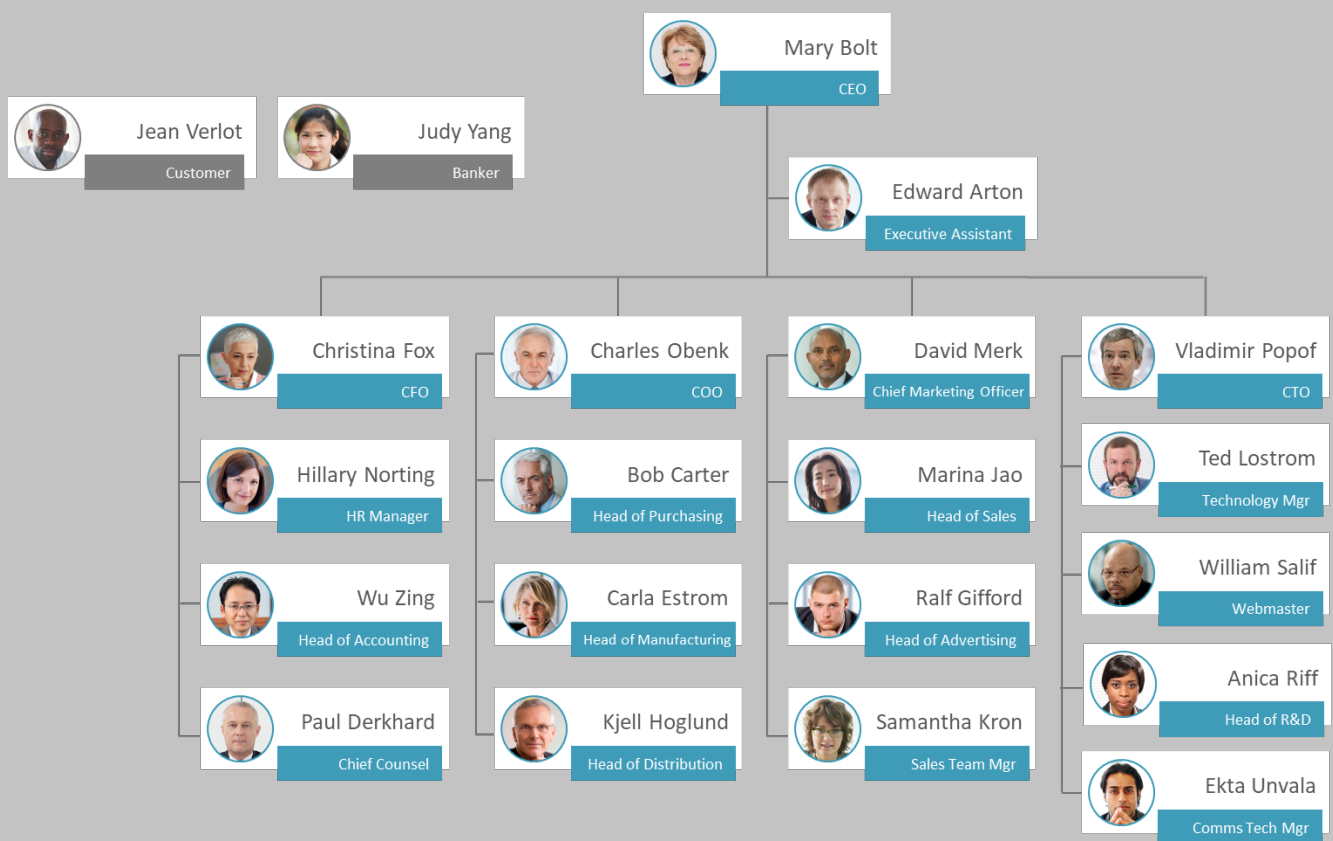 Mary Bolt
CEO
Jean Verlot
Customer
Judy Yang
Banker
Edward Arton
Executive Assistant
Christina Fox
CFO
Charles Obenk
COO
David Merk
Chief Marketing Officer
Vladimir Popof
CTO
Hillary Norting
HR Manager
Bob Carter
Head of Purchasing
Marina Jao
Head of Sales
Ted Lostrom
Technology Mgr
Wu Zing
Head of Accounting
Carla Estrom
Head of Manufacturing
Ralf Gifford
Head of Advertising
William Salif
Webmaster
Paul Derkhard
Chief Counsel
Kjell Hoglund
Head of Distribution
Samantha Kron
Sales Team Mgr
Anica Riff
Head of R&D
Ekta Unvala
Comms Tech Mgr